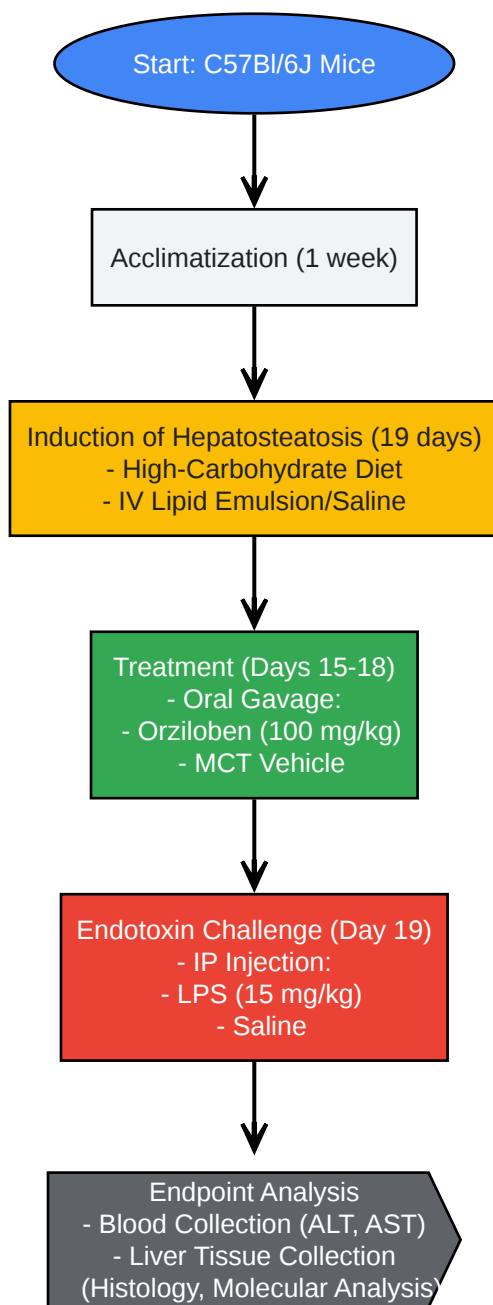 Start: C57Bl/6J Mice
Acclimatization (1 week)
Induction of Hepatosteatosis (19 days)
- High-Carbohydrate Diet
- IV Lipid Emulsion/Saline
Treatment (Days 15-18)
- Oral Gavage:
- Orziloben (100 mg/kg)
- MCT Vehicle
Endotoxin Challenge (Day 19)
- IP Injection:
- LPS (15 mg/kg)
- Saline
Endpoint Analysis
- Blood Collection (ALT, AST)
- Liver Tissue Collection
(Histology, Molecular Analysis)